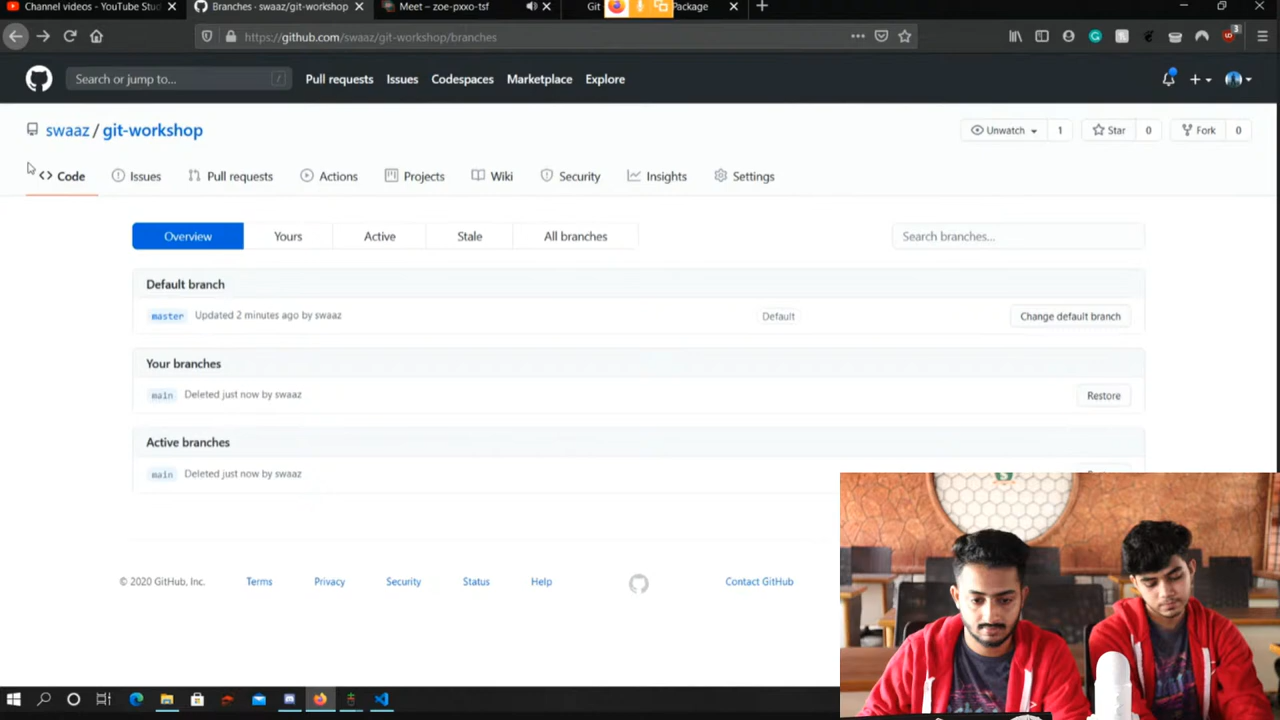 Channel videos - YouTube Stud
Branches · swaaz/git-workshop
Meet – zoe-pxxo-tsf
Git
Package
https://github.com/swaaz/git-workshop/branches
3
Search or jump to...
/
Pull requests
Issues
Codespaces
Marketplace
Explore
swaaz / git-workshop
Unwatch
1
Star
0
Fork
0
Code
Issues
Pull requests
Actions
Projects
Wiki
Security
Insights
Settings
Overview
Yours
Active
Stale
All branches
Search branches...
Default branch
master Updated 2 minutes ago by swaaz
Default
Change default branch
Your branches
main Deleted just now by swaaz
Restore
Active branches
main Deleted just now by swaaz
© 2020 GitHub, Inc.
Terms
Privacy
Security
Status
Help
Contact GitHub